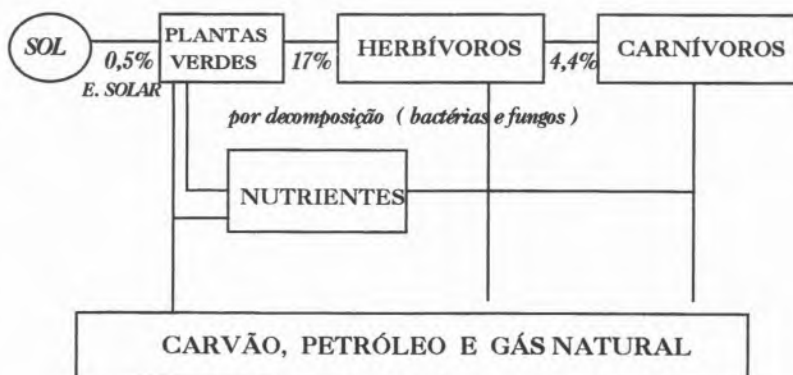 SOL
0,5%
E. SOLAR
PLANTAS
VERDES
17%
HERBÍVOROS
4,4%
CARNÍVOROS
por decomposição ( bactérias e fungos )
NUTRIENTES
CARVÃO, PETRÓLEO E GÁS NATURAL